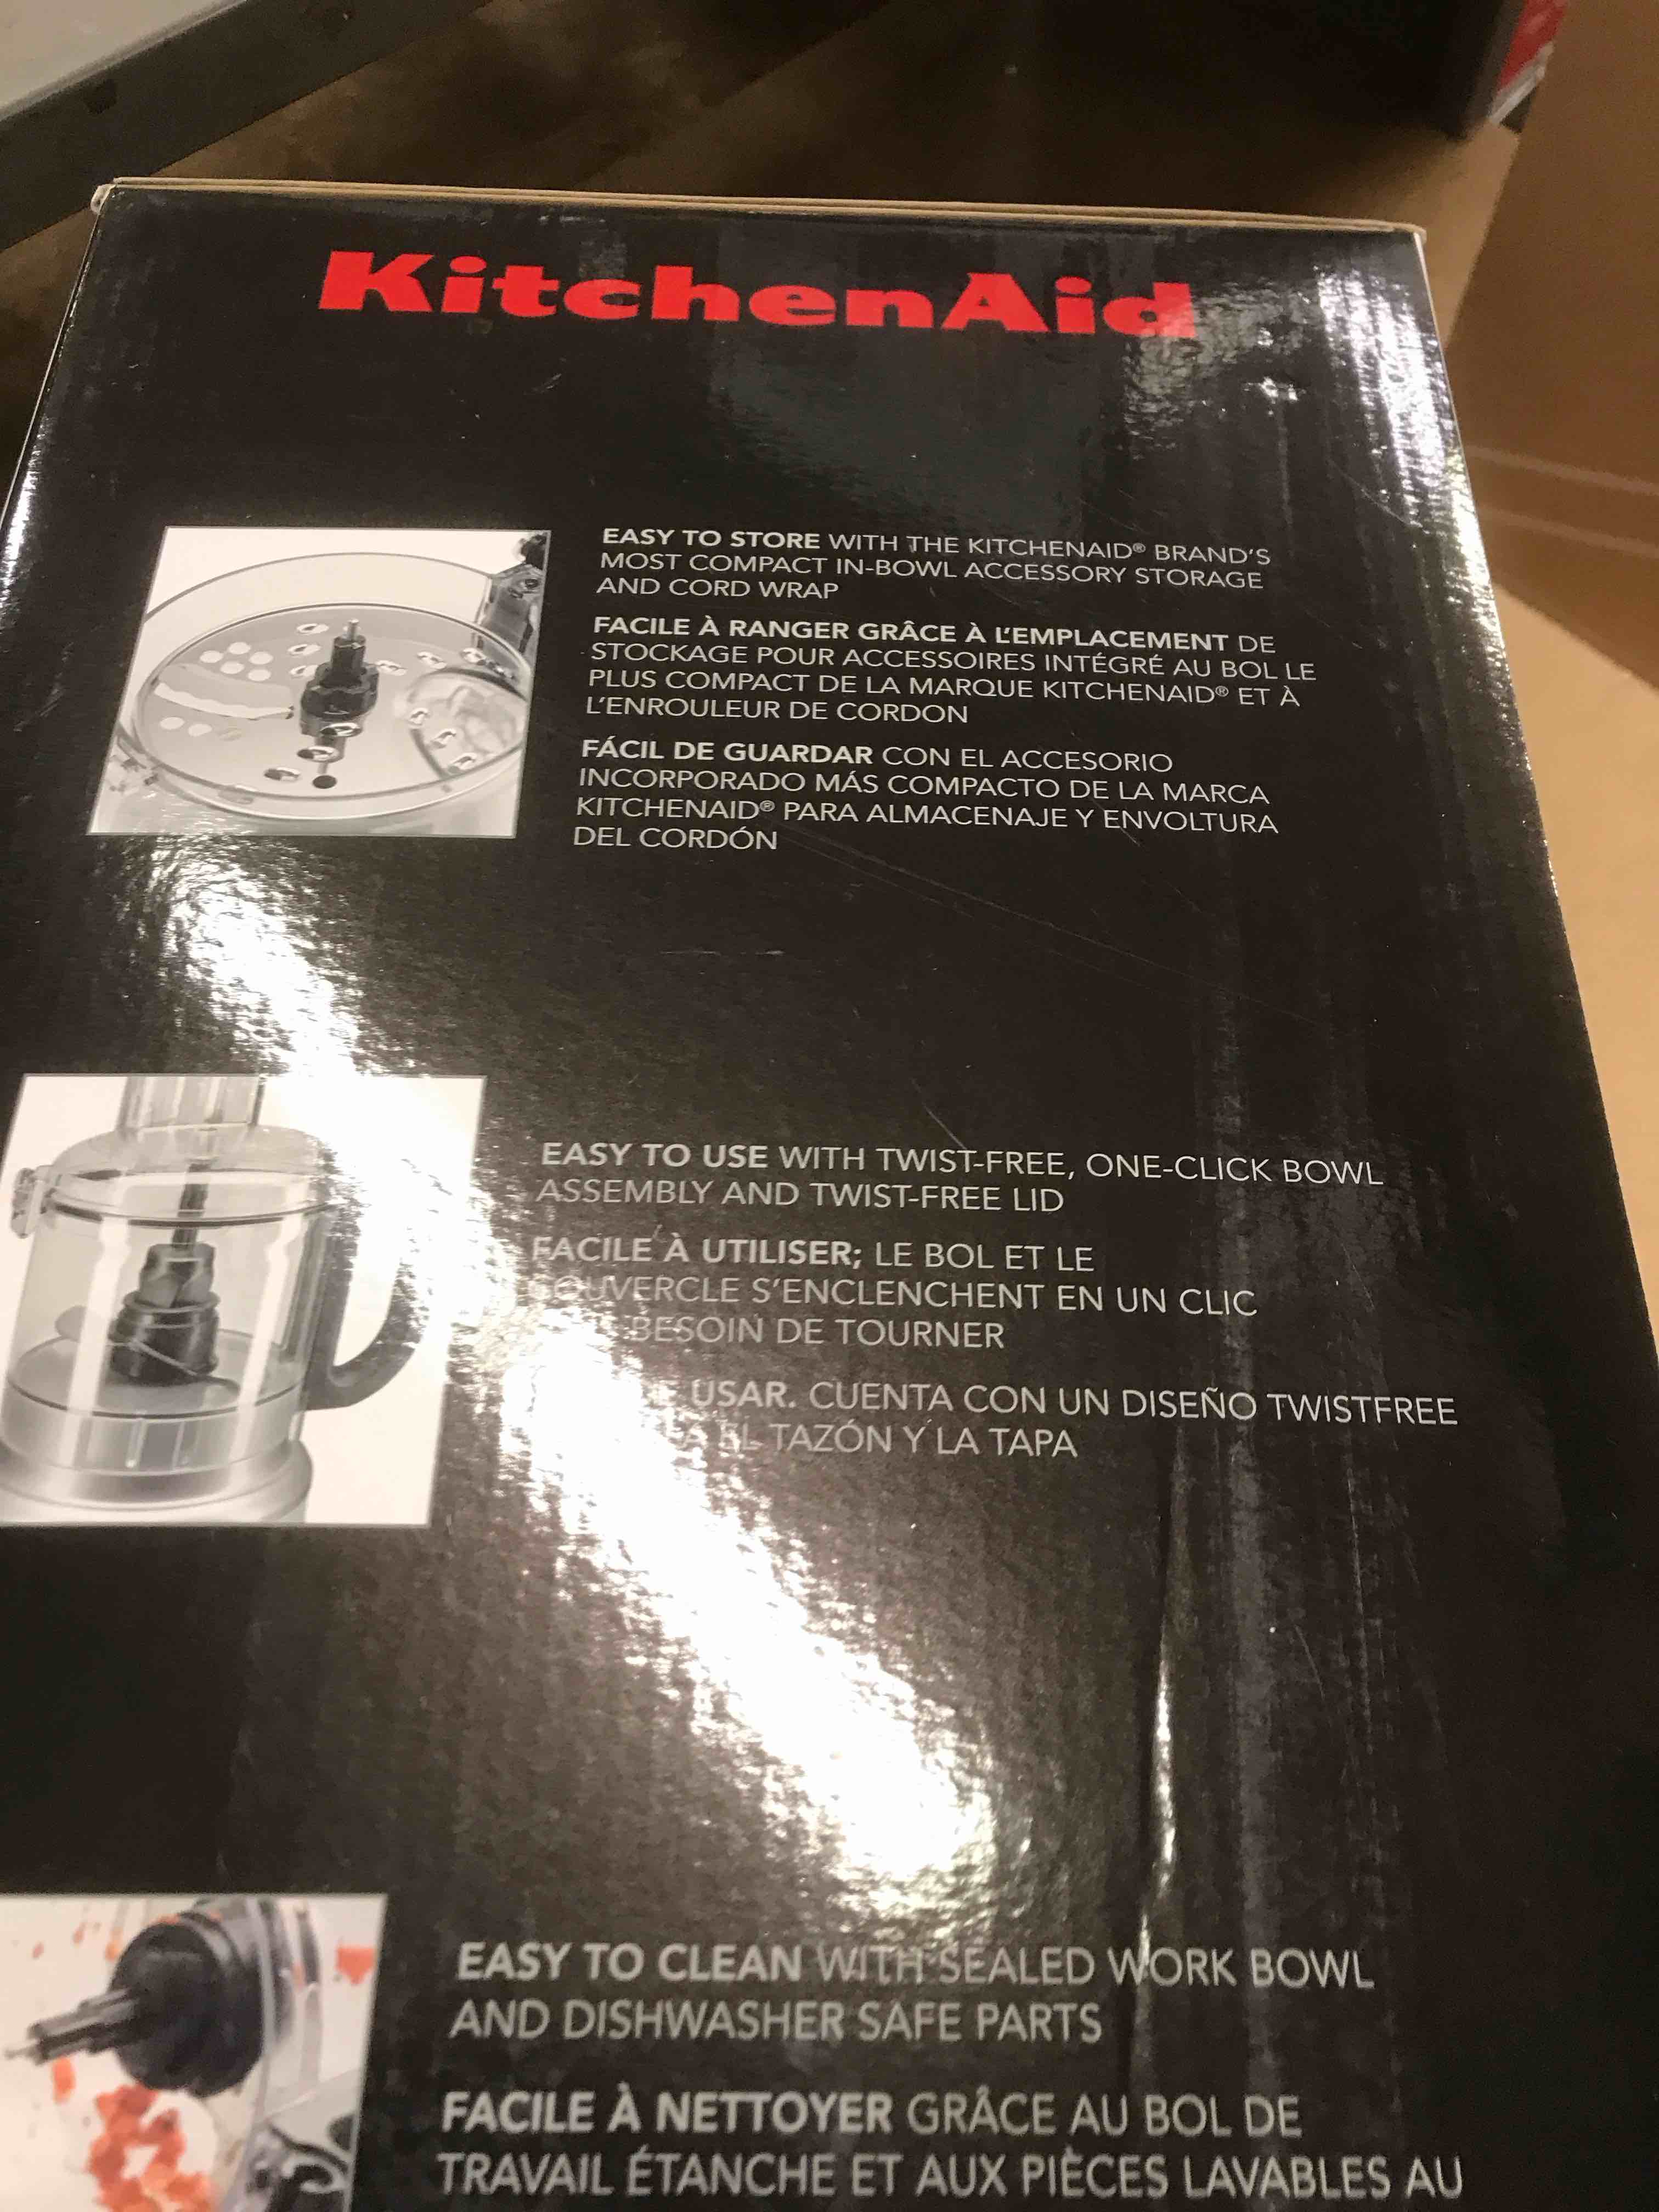 KitchenAid
EASY TO STORE WITH THE KITCHENAID® BRAND'S
MOST COMPACT IN-BOWL ACCESSORY STORAGE
AND CORD WRAP
FACILE À RANGER GRÂCE À L'EMPLACEMENT DE
STOCKAGE POUR ACCESSOIRES INTÉGRÉ AU BOL LE
PLUS COMPACT DE LA MARQUE KITCHENAID® ET À
L'ENROULEUR DE CORDON
FÁCIL DE GUARDAR CON EL ACCESORIO
INCORPORADO MÁS COMPACTO DE LA MARCA
KITCHENAID® PARA ALMACENAJE Y ENVOLTURA
DEL CORDÓN
EASY TO USE WITH TWIST-FREE, ONE-CLICK BOWL
ASSEMBLY AND TWIST-FREE LID
FACILE À UTILISER; LE BOL ET LE
COUVERCLE S'ENCLENCHENT EN UN CLIC
BESOIN DE TOURNER
USAR. CUENTA CON UN DISEÑO TWISTFREE
EL TAZÓN Y LA TAPA
EASY TO CLEAN WITH SEALED WORK BOWL
AND DISHWASHER SAFE PARTS
FACILE À NETTOYER GRÂCE AU BOL DE
TRAVAIL ÉTANCHE ET AUX PIÈCES LAVABLES AU